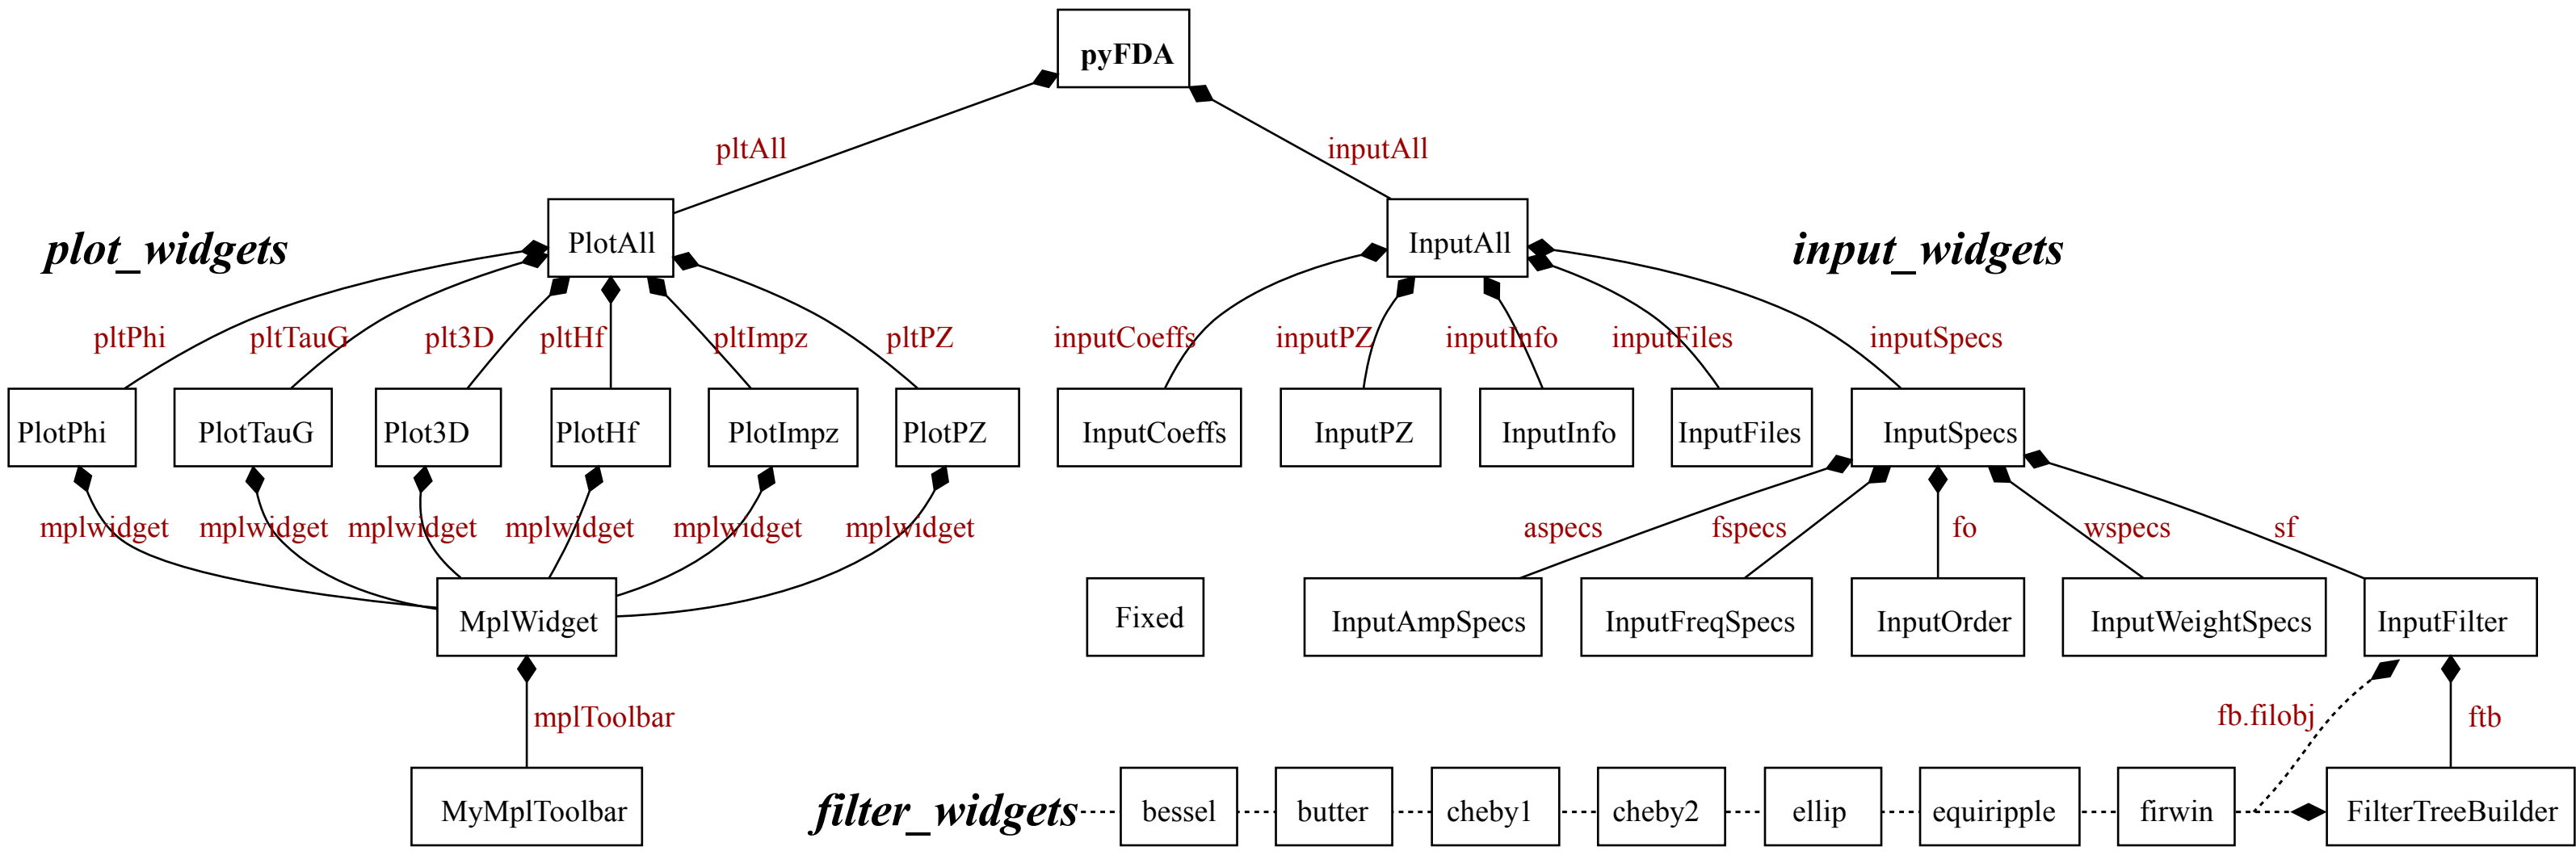 pyFDA
pltAll
inputAll
plot_widgets
PlotAll
InputAll
input_widgets
pltPhi
pltTauG
plt3D
pltHf
pltImpz
pltPZ
inputCoeffs
inputPZ
inputInfo
inputFiles
inputSpecs
PlotPhi
PlotTauG
Plot3D
PlotHf
PlotImpz
PlotPZ
InputCoeffs
InputPZ
InputInfo
InputFiles
InputSpecs
mplwidget
mplwidget
mplwidget
mplwidget
mplwidget
mplwidget
aspecs
fspecs
fo
wspecs
sf
MplWidget
Fixed
InputAmpSpecs
InputFreqSpecs
InputOrder
InputWeightSpecs
InputFilter
mplToolbar
fb.filobj
ftb
MyMplToolbar
filter_widgets
bessel
butter
cheby1
cheby2
ellip
equiripple
firwin
FilterTreeBuilder